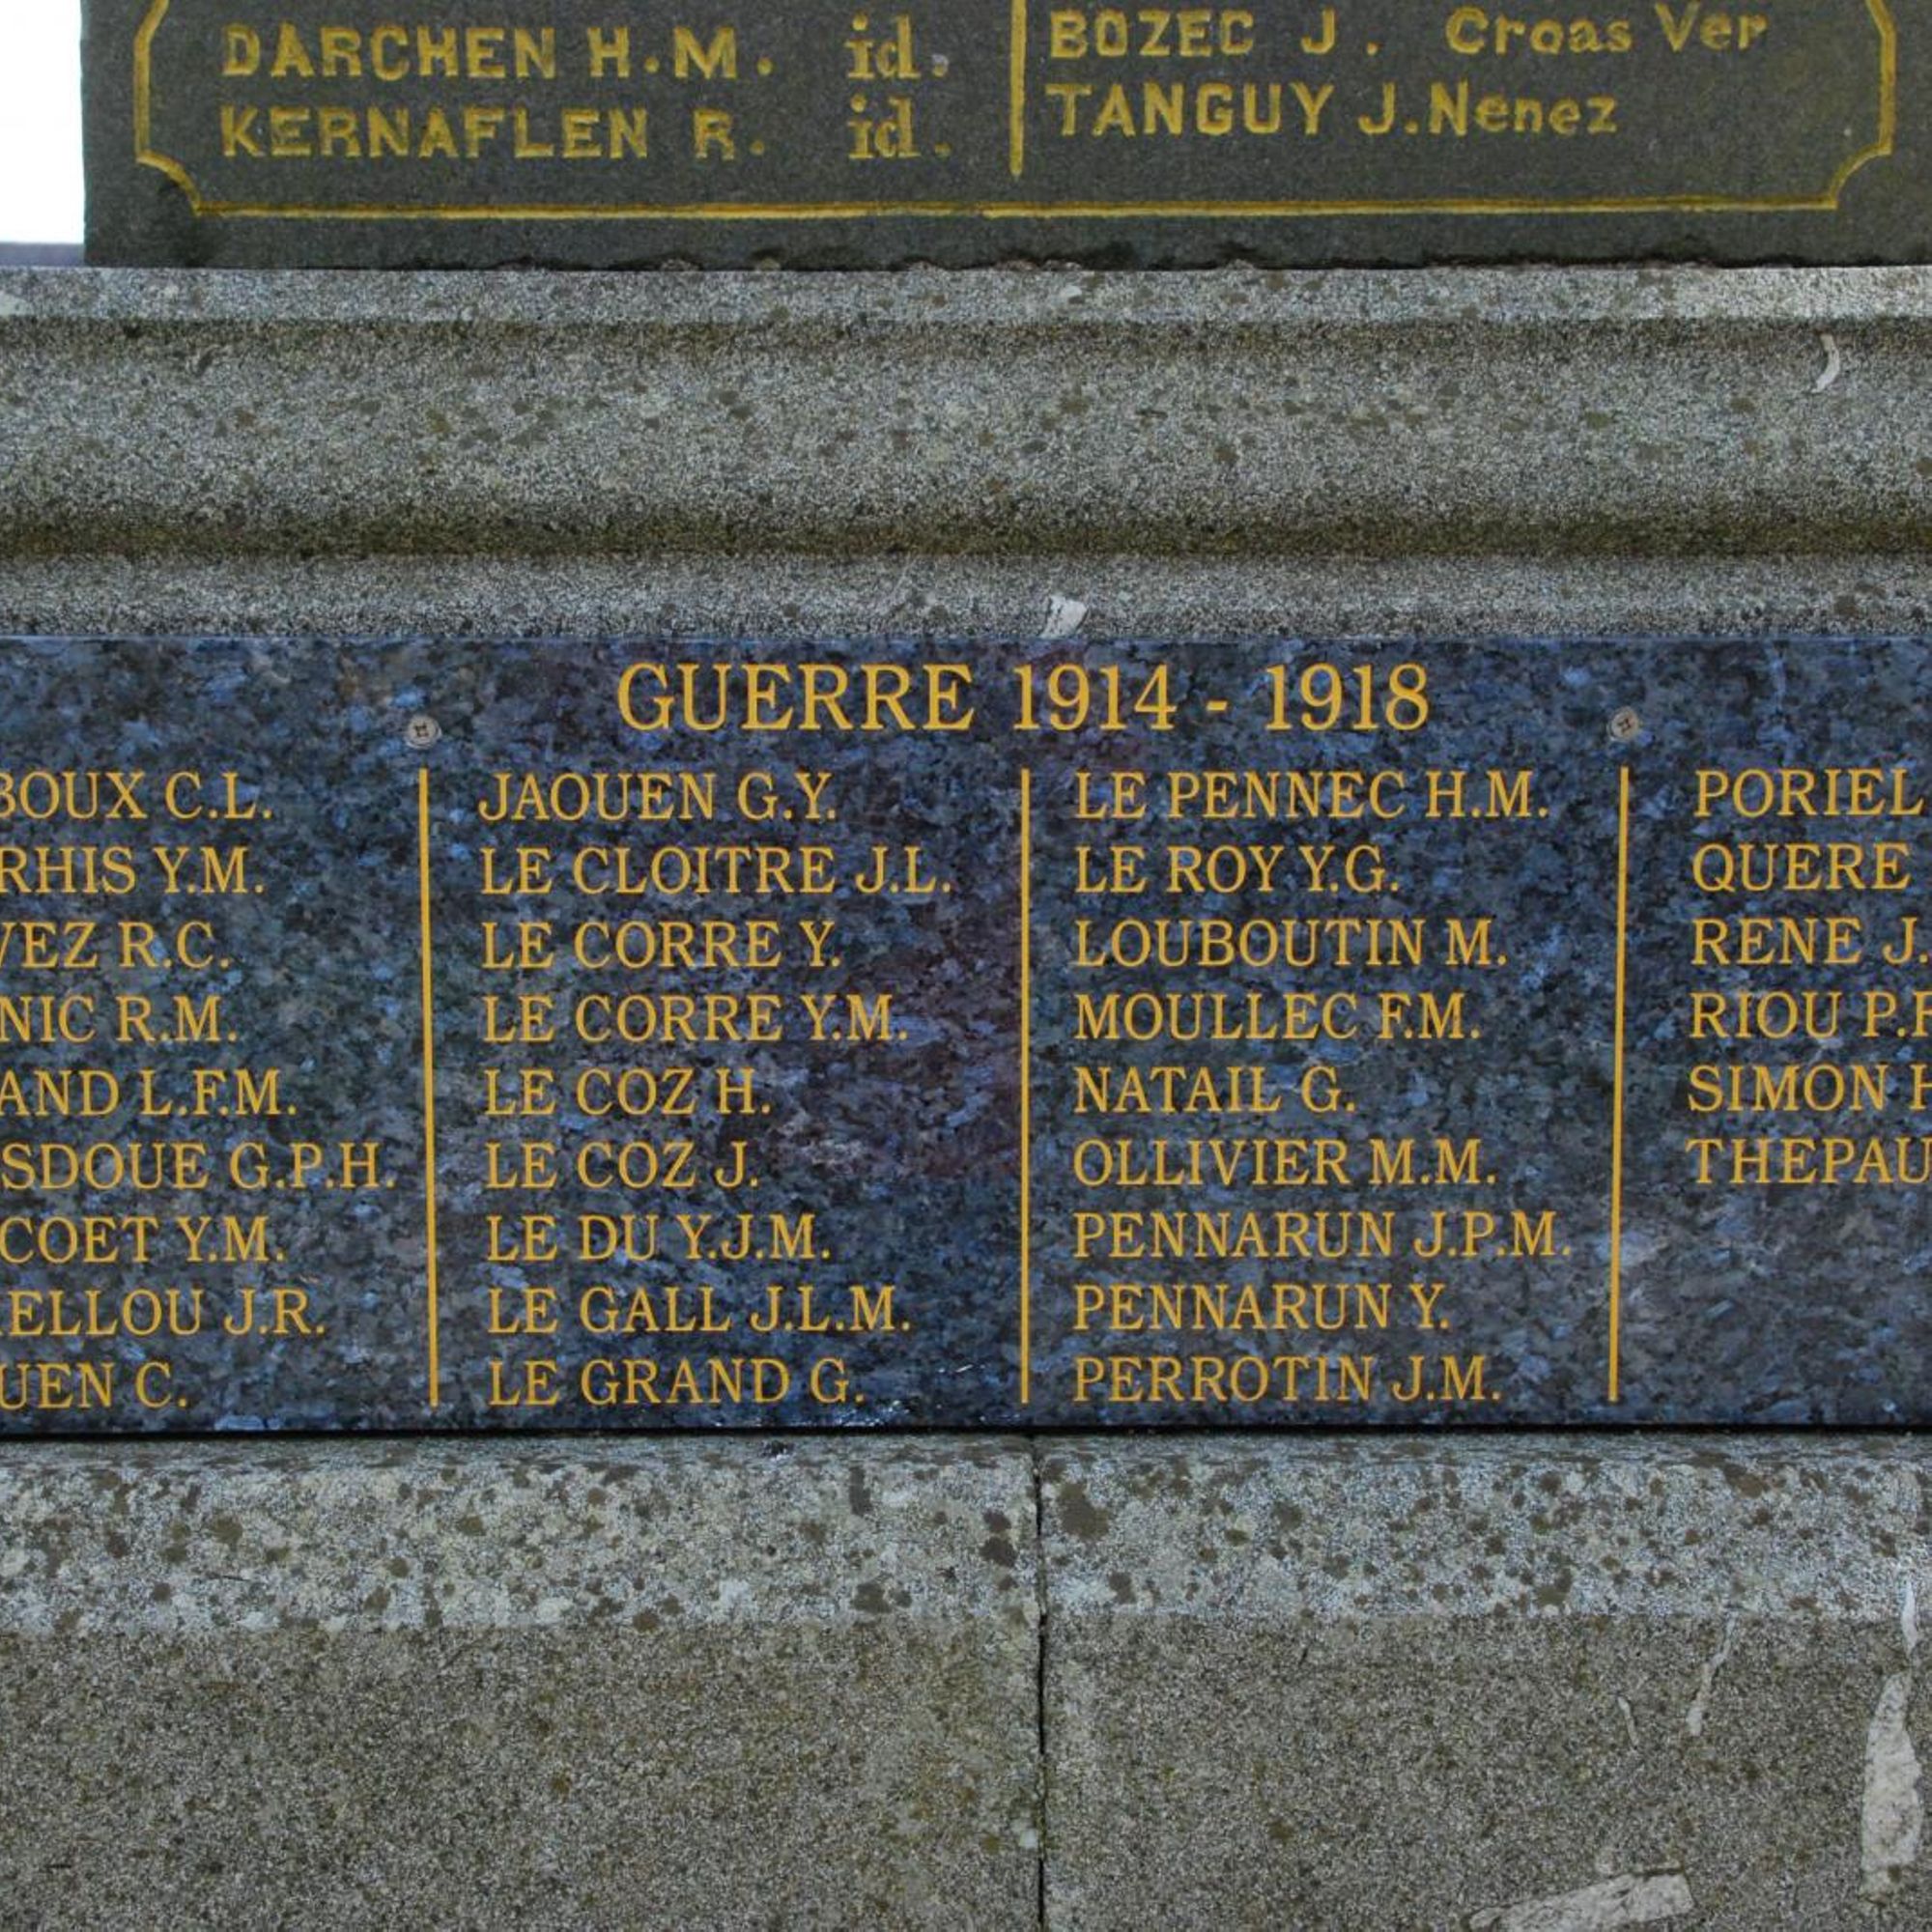 DARCHEN H.M. id.
KERNAFLEN R. id.
BOZEC J. Croas Ver
TANGUY J. Nenez
GUERRE 1914 - 1918
BOUX C.L.
RHIS Y.M.
VEZ R.C.
NIC R.M.
AND L.F.M.
SDOUE G.P.H.
COET Y.M.
ELLOU J.R.
UEN C.
JAOUEN G.Y.
LE CLOITRE J.L.
LE CORRE Y.
LE CORRE Y.M.
LE COZ H.
LE COZ J.
LE DU Y.J.M.
LE GALL J.L.M.
LE GRAND G.
LE PENNEC H.M.
LE ROY Y.G.
LOUBOUTIN M.
MOULLEC F.M.
NATAIL G.
OLLIVIER M.M.
PENNARUN J.P.M.
PENNARUN Y.
PERROTIN J.M.
PORIEL
QUERE
RENE J.
RIOU P.
SIMON
THEPAU